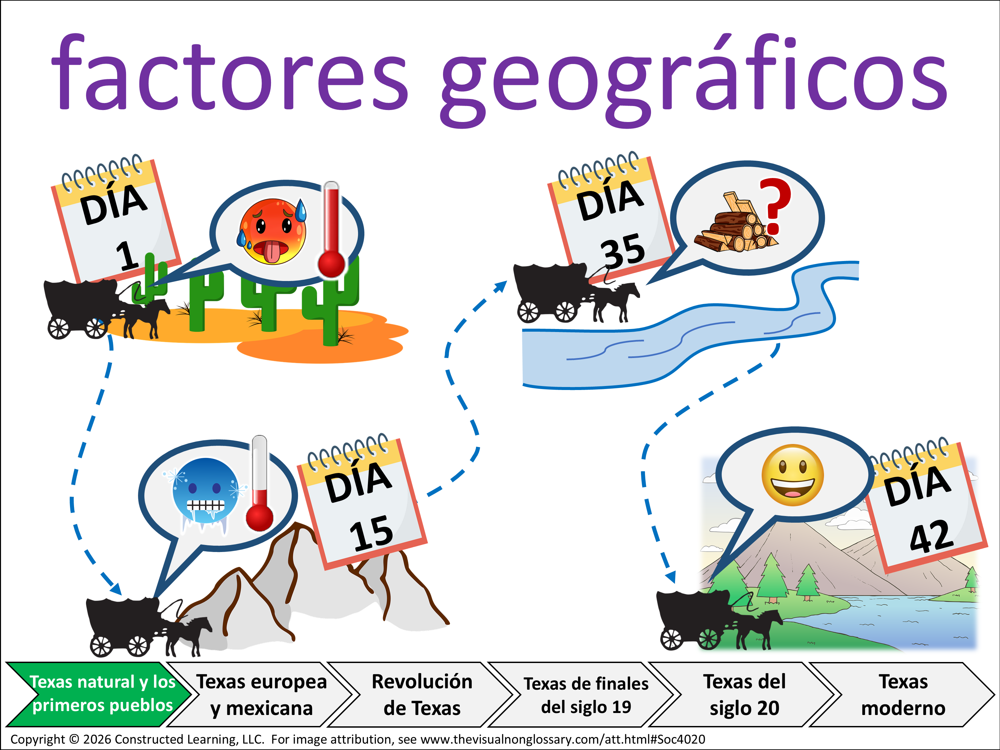 factores geográficos
DÍA
1
DÍA
35
DÍA
15
DÍA
42
Texas natural y los
primeros pueblos
Texas europea
y mexicana
Revolución
de Texas
Texas de finales
del siglo 19
Texas del
siglo 20
Texas
moderno
Copyright © 2026 Constructed Learning, LLC.  For image attribution, see www.thevisualnonglossary.com/att.html#Soc4020